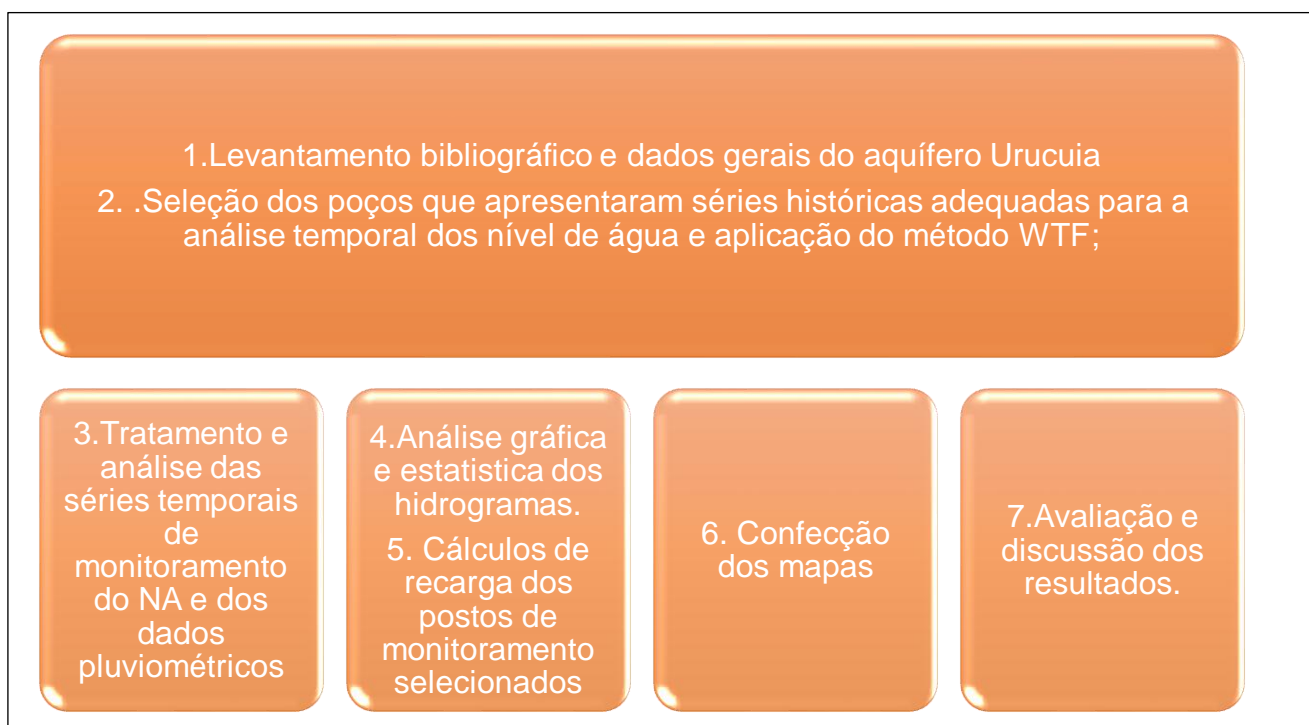 1.Levantamento bibliográfico e dados gerais do aquífero Urucuia
2. .Seleção dos poços que apresentaram séries históricas adequadas para a
análise temporal dos nível de água e aplicação do método WTF;
3.Tratamento e
análise das
séries temporais
de
monitoramento
do NA e dos
dados
pluviométricos
4.Análise gráfica
e estatistica dos
hidrogramas.
5. Cálculos de
recarga dos
postos de
monitoramento
selecionados
6. Confecção
dos mapas
7.Avaliação e
discussão dos
resultados.